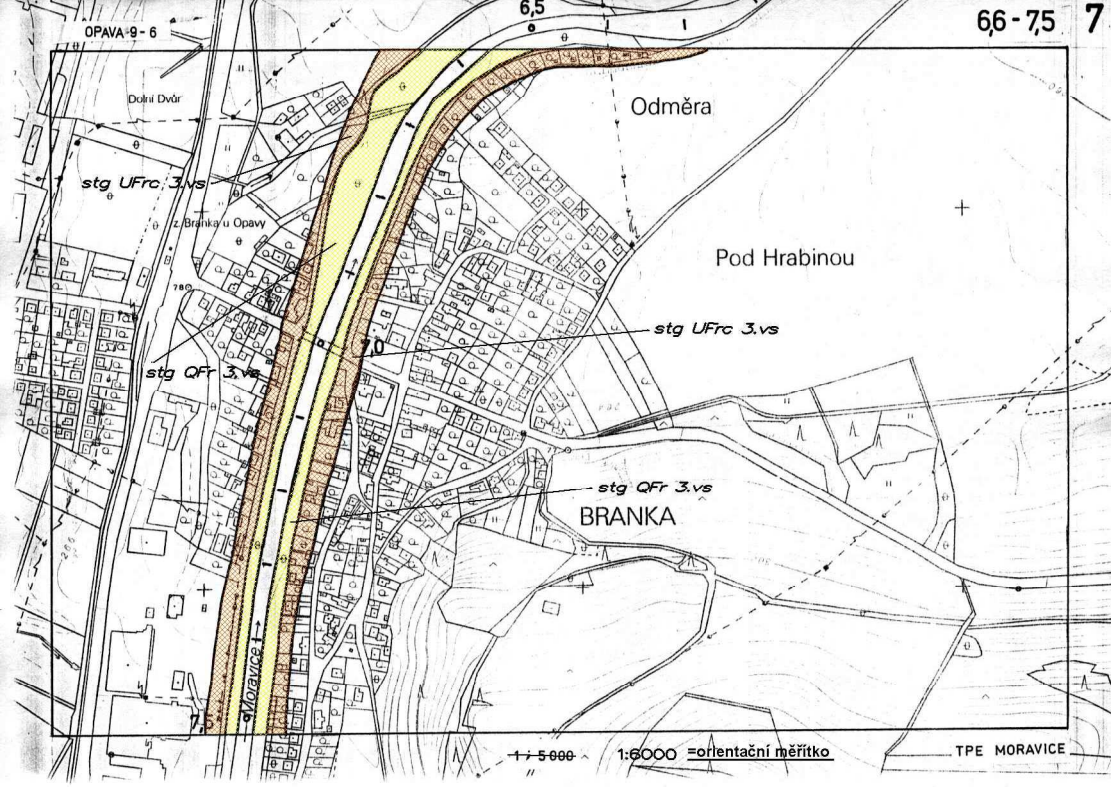 6,5
OPAVA 9-6
6,6 - 7,5 7
Dolní Dvůr
Odměra
stg UFrc 3.vs
z. Branka u Opavy
Pod Hrabinou
stg UFrc 3.vs
7,0
stg QFr 3.vs
stg QFr 3.vs
BRANKA
Moravice
7,5
1 : 5000
1:6000 =orientační měřítko
TPE MORAVICE